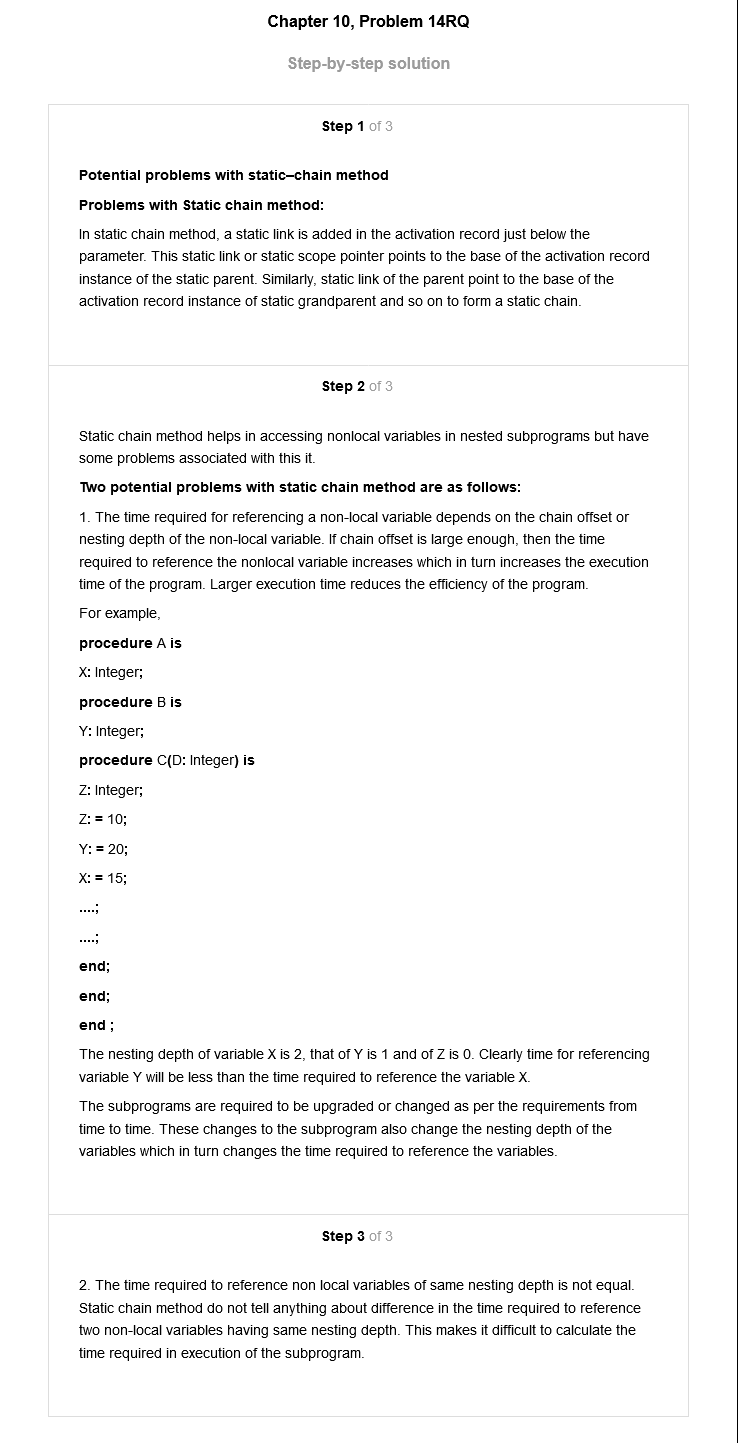 Chapter 10, Problem 14RQ
Step-by-step solution
Step 1 of 3
Potential problems with static–chain method
Problems with Static chain method:
In static chain method, a static link is added in the activation record just below the
parameter. This static link or static scope pointer points to the base of the activation record
instance of the static parent. Similarly, static link of the parent point to the base of the
activation record instance of static grandparent and so on to form a static chain.
Step 2 of 3
Static chain method helps in accessing nonlocal variables in nested subprograms but have
some problems associated with this it.
Two potential problems with static chain method are as follows:
1. The time required for referencing a non-local variable depends on the chain offset or
nesting depth of the non-local variable. If chain offset is large enough, then the time
required to reference the nonlocal variable increases which in turn increases the execution
time of the program. Larger execution time reduces the efficiency of the program.
For example,
procedure A is
X: Integer;
procedure B is
Y: Integer;
procedure C(D: Integer) is
Z: Integer;
Z: = 10;
Y: = 20;
X: = 15;
....;
....;
end;
end;
end ;
The nesting depth of variable X is 2, that of Y is 1 and of Z is 0. Clearly time for referencing
variable Y will be less than the time required to reference the variable X.
The subprograms are required to be upgraded or changed as per the requirements from
time to time. These changes to the subprogram also change the nesting depth of the
variables which in turn changes the time required to reference the variables.
Step 3 of 3
2. The time required to reference non local variables of same nesting depth is not equal.
Static chain method do not tell anything about difference in the time required to reference
two non-local variables having same nesting depth. This makes it difficult to calculate the
time required in execution of the subprogram.